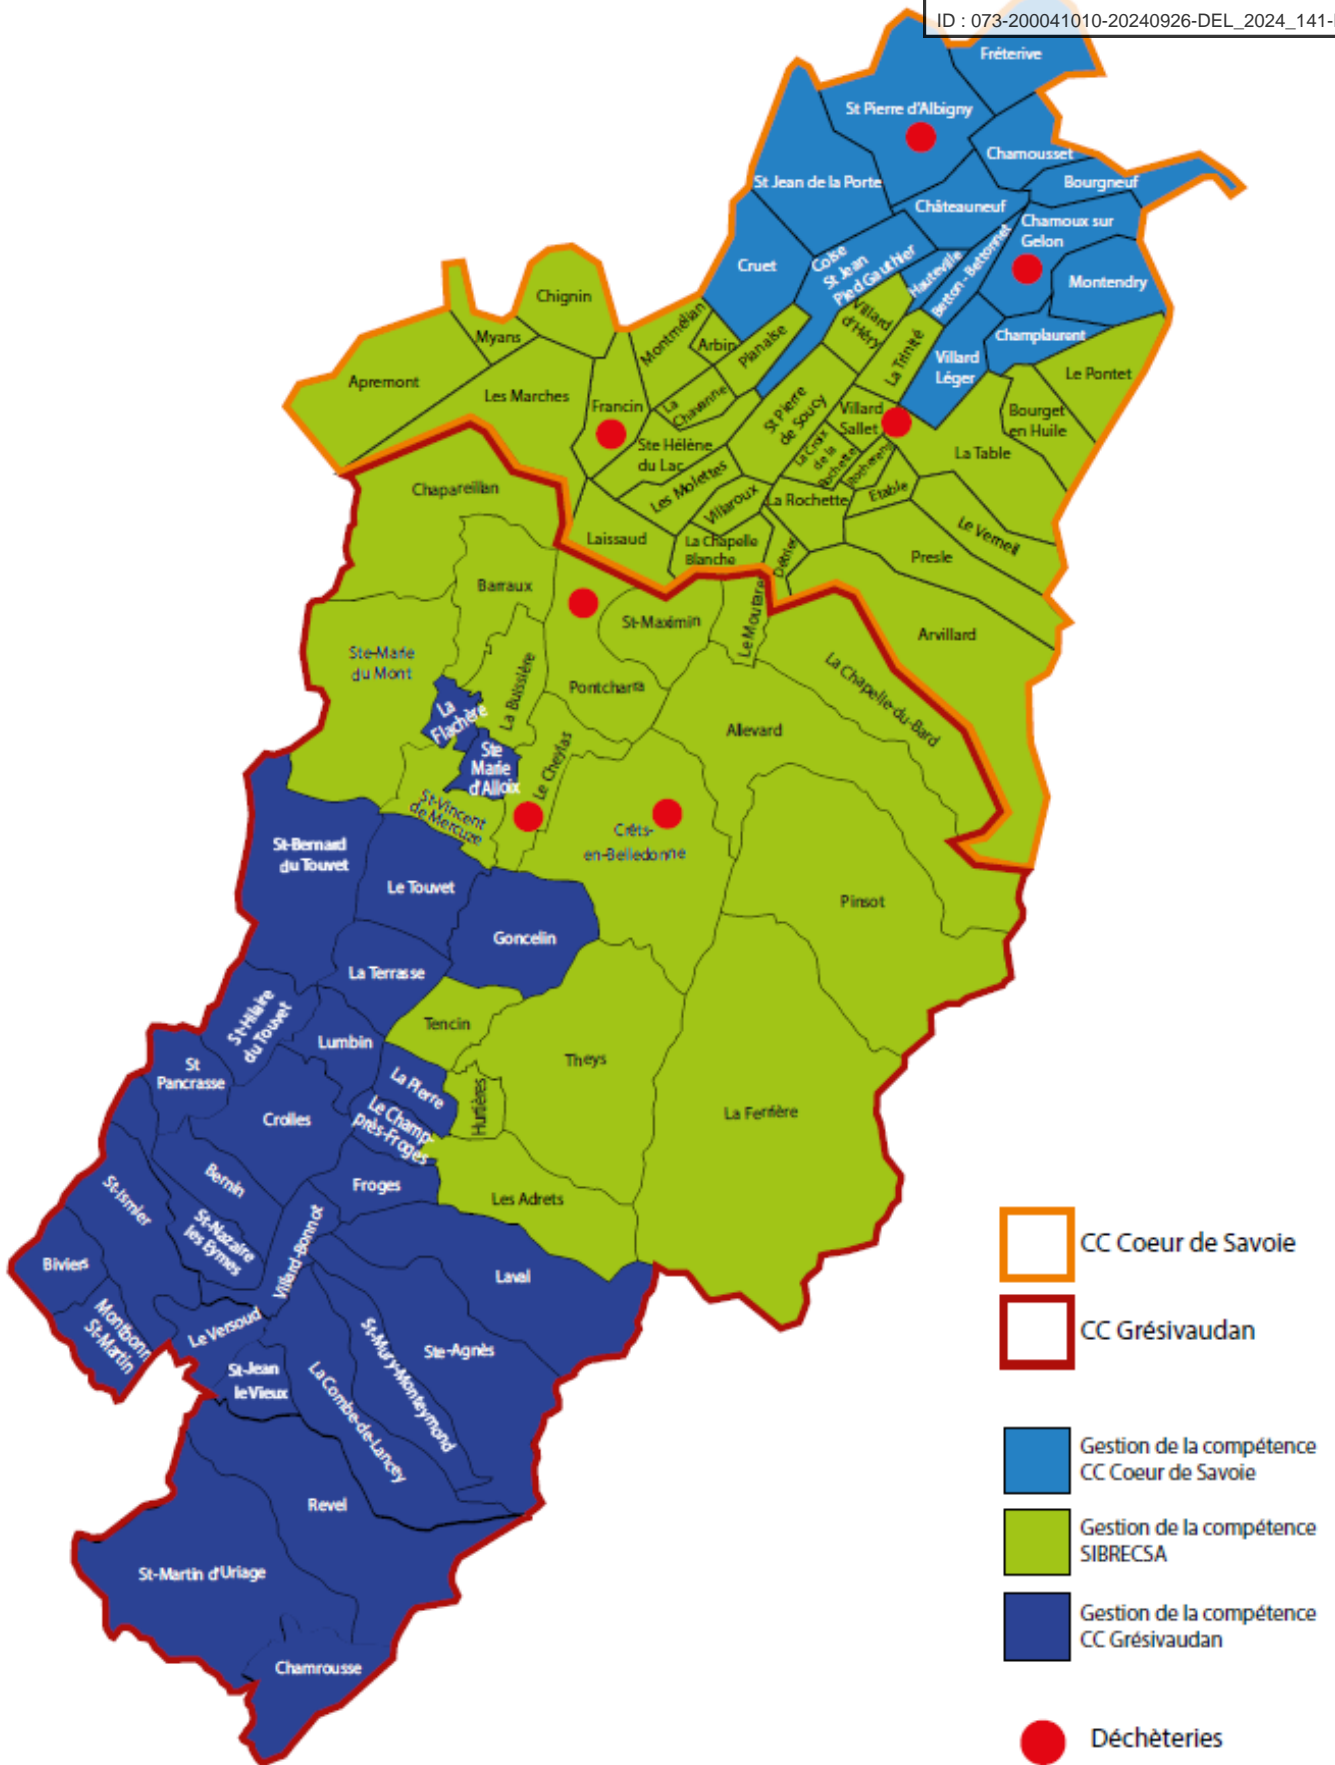 ID : 073-200041010-20240926-DEL_2024_141-
Fréterive
St Pierre d'Albigny
Chamousset
St Jean de la Porte
Bourgneuf
Châteauneuf
Chamoux sur
Gelon
Coise
St Jean
Pied Gauthier
Hauteville
Betton - Bettonnet
Cruet
Montendry
Chignin
Villard
d'Héry
Montmélian
Arbin
Planaise
La Trinité
Champlaurent
Myans
Villard
Léger
Le Pontet
Apremont
Les Marches
La
Chavanne
Francin
St Pierre
de Soucy
Villard
Sallet
Bourget
en Huile
Ste Hélène
du Lac
La Croix
de la
Rochette
Rotherens
La Table
Les Molettes
Chapareillan
Villaroux
La Rochette
Etable
Le Verneil
Laissaud
La Chapelle
Blanche
Détrier
Presle
Barraux
St-Maximin
Le Moutaret
Arvillard
Ste-Marie
du Mont
La Buissière
Pontcharra
La Chapelle-du-Bard
La
Flachère
Allevard
Ste
Marie
d'Alloix
Le Cheylas
St-Vincent
de Mercuze
Crêts-
en-Belledonne
St-Bernard
du Touvet
Le Touvet
Pinsot
Goncelin
La Terrasse
St-Hilaire
du Touvet
Tencin
Lumbin
Theys
St
Pancrasse
La Pierre
Hurtières
Crolles
Le Champ-
près-Froges
La Ferrière
Bernin
Froges
Les Adrets
St-Ismier
St-Nazaire
les Eymes
Villard-Bonnot
CC Coeur de Savoie
Biviers
Laval
Montbonn
St-Martin
Le Versoud
CC Grésivaudan
St-Mury-Monteymond
Ste-Agnès
St-Jean
le Vieux
La Combe-de-Lancey
Gestion de la compétence
CC Coeur de Savoie
Revel
Gestion de la compétence
SIBRECSA
St-Martin d'Uriage
Gestion de la compétence
CC Grésivaudan
Chamrousse
Déchèteries